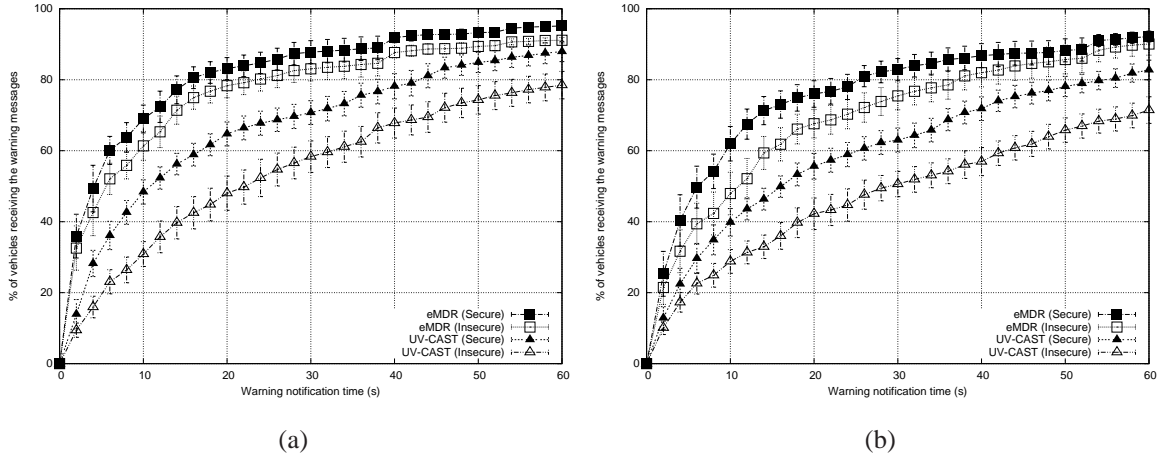 100
80
60
40
20
0
0 10 20 30 40 50 60
% of vehicles receiving the warning messages
Warning notification time (s)
eMDR (Secure)
eMDR (Insecure)
UV-CAST (Secure)
UV-CAST (Insecure)
(a)
100
80
60
40
20
0
0 10 20 30 40 50 60
% of vehicles receiving the warning messages
Warning notification time (s)
eMDR (Secure)
eMDR (Insecure)
UV-CAST (Secure)
UV-CAST (Insecure)
(b)